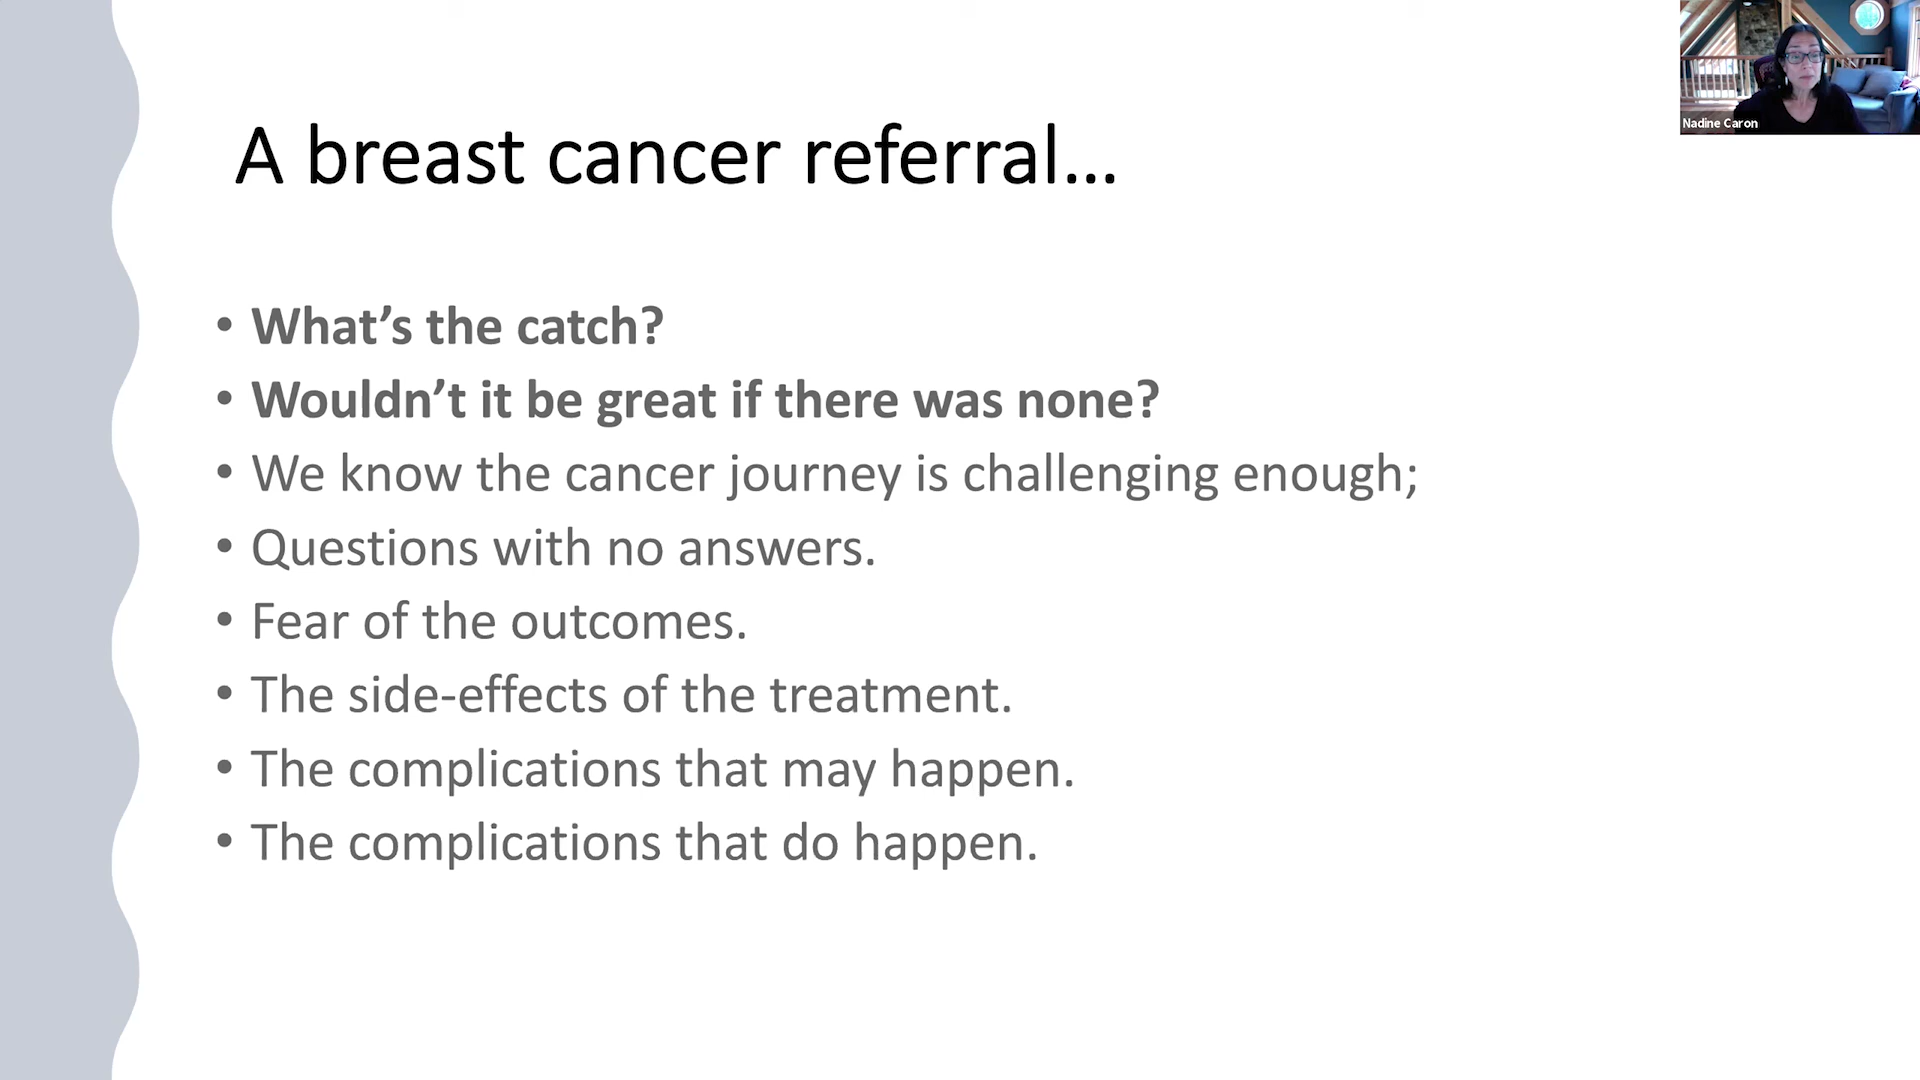 A breast cancer referral...
• What’s the catch?
• Wouldn’t it be great if there was none?
• We know the cancer journey is challenging enough;
• Questions with no answers.
• Fear of the outcomes.
• The side-effects of the treatment.
• The complications that may happen.
• The complications that do happen.
Nadine Caron